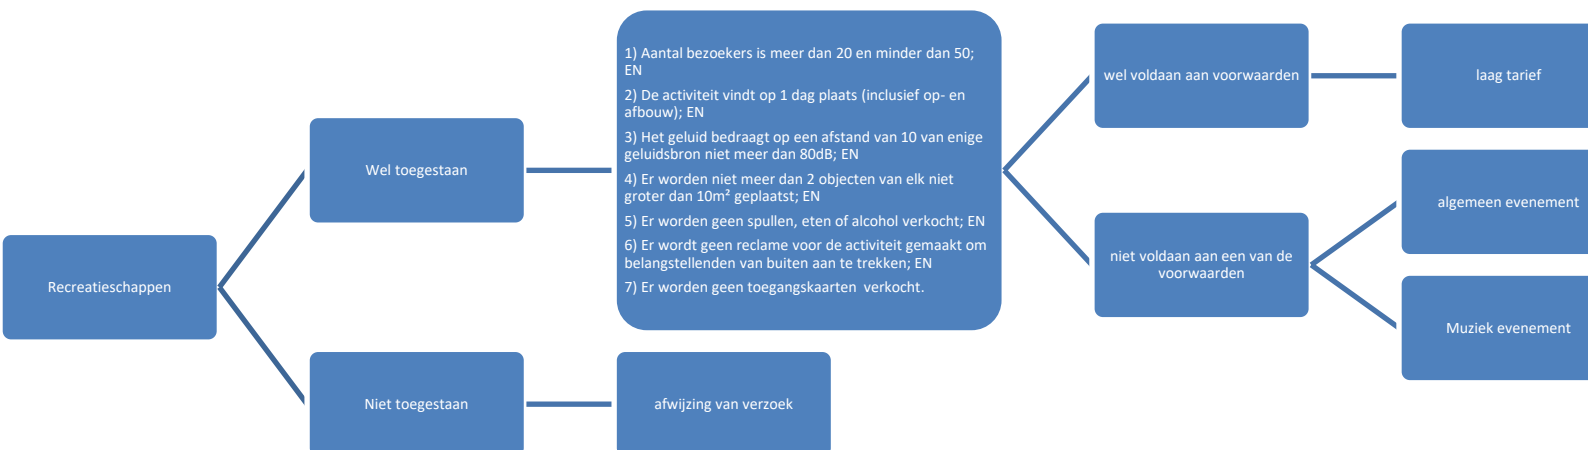 Recreatieschappen
Wel toegestaan
Niet toegestaan
1) Aantal bezoekers is meer dan 20 en minder dan 50;
EN
2) De activiteit vindt op 1 dag plaats (inclusief op- en
afbouw); EN
3) Het geluid bedraagt op een afstand van 10 van enige
geluidsbron niet meer dan 80dB; EN
4) Er worden niet meer dan 2 objecten van elk niet
groter dan 10m² geplaatst; EN
5) Er worden geen spullen, eten of alcohol verkocht; EN
6) Er wordt geen reclame voor de activiteit gemaakt om
belangstellenden van buiten aan te trekken; EN
7) Er worden geen toegangskaarten  verkocht.
afwijzing van verzoek
wel voldaan aan voorwaarden
niet voldaan aan een van de
voorwaarden
laag tarief
algemeen evenement
Muziek evenement